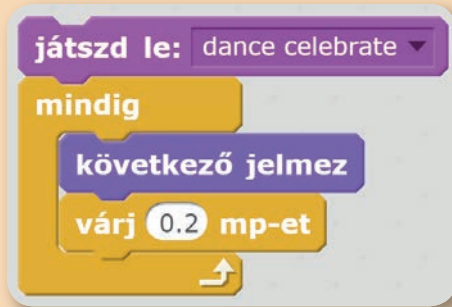 játszd le: dance celebrate
mindig
következő jelmez
várj 0.2 mp-et